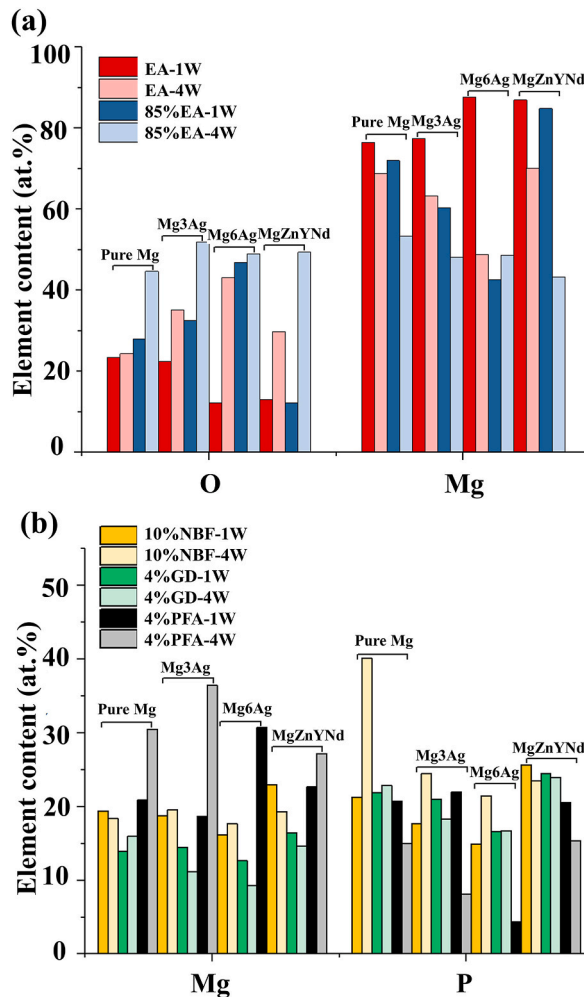 (a)
Element content (at.%)
100
80
60
40
20
0
EA-1W
EA-4W
85%EA-1W
85%EA-4W
Pure Mg
Mg3Ag
Mg6Ag
MgZnYNd
Pure Mg
Mg3Ag
Mg6Ag
MgZnYNd
O
Mg
(b)
Element content (at.%)
50
40
30
20
10
0
10%NBF-1W
10%NBF-4W
4%GD-1W
4%GD-4W
4%PFA-1W
4%PFA-4W
Pure Mg
Mg3Ag
Mg6Ag
MgZnYNd
Pure Mg
Mg3Ag
Mg6Ag
MgZnYNd
Mg
P